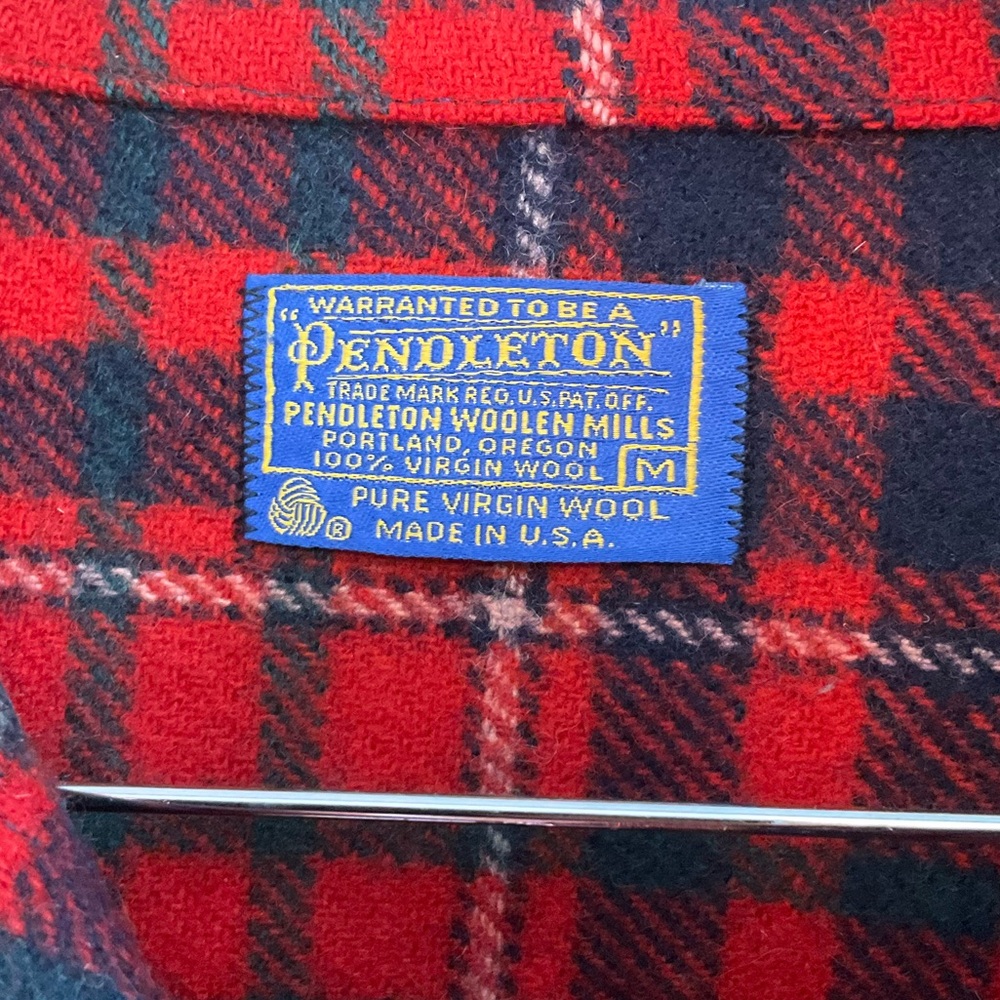 WARRANTED TO BE A
"PENDLETON"
TRADE MARK REG. U.S. PAT. OFF.
PENDLETON WOOLEN MILLS
PORTLAND, OREGON
100% VIRGIN WOOL M
PURE VIRGIN WOOL
® MADE IN U.S.A.